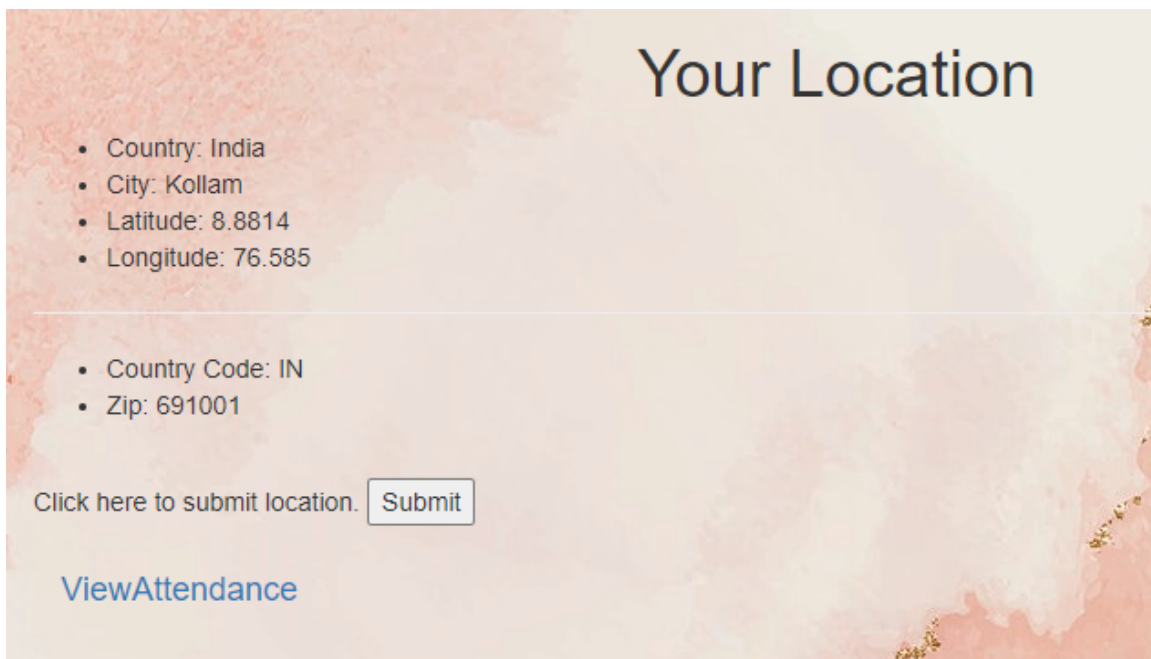 Your Location
Country: India
City: Kollam
Latitude: 8.8814
Longitude: 76.585
Country Code: IN
Zip: 691001
Click here to submit location. Submit
ViewAttendance